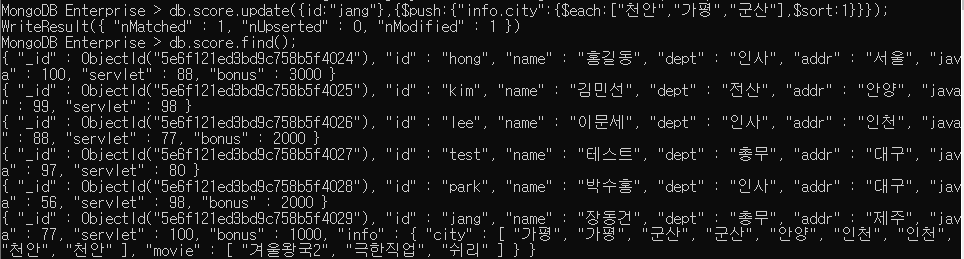 MongoDB Enterprise > db.score.update({id:"jang"},{$push:{"info.city":{$each:["천안","가평","군산"],$sort:1}}});
WriteResult({ "nMatched" : 1, "nUpserted" : 0, "nModified" : 1 })
MongoDB Enterprise > db.score.find();
{ "_id" : ObjectId("5e6f121ed3bd9c758b5f4024"), "id" : "hong", "name" : "홍길동", "dept" : "인사", "addr" : "서울", "jav
a" : 100, "servlet" : 88, "bonus" : 3000 }
{ "_id" : ObjectId("5e6f121ed3bd9c758b5f4025"), "id" : "kim", "name" : "김민선", "dept" : "전산", "addr" : "안양", "java
" : 99, "servlet" : 98 }
{ "_id" : ObjectId("5e6f121ed3bd9c758b5f4026"), "id" : "lee", "name" : "이문세", "dept" : "인사", "addr" : "인천", "java
" : 88, "servlet" : 77, "bonus" : 2000 }
{ "_id" : ObjectId("5e6f121ed3bd9c758b5f4027"), "id" : "test", "name" : "테스트", "dept" : "총무", "addr" : "대구", "jav
a" : 97, "servlet" : 80 }
{ "_id" : ObjectId("5e6f121ed3bd9c758b5f4028"), "id" : "park", "name" : "박수홍", "dept" : "인사", "addr" : "대구", "jav
a" : 56, "servlet" : 98, "bonus" : 2000 }
{ "_id" : ObjectId("5e6f121ed3bd9c758b5f4029"), "id" : "jang", "name" : "장동건", "dept" : "총무", "addr" : "제주", "jav
a" : 77, "servlet" : 100, "bonus" : 1000, "info" : { "city" : [ "가평", "가평", "군산", "군산", "안양", "인천", "인천",
"천안", "천안" ], "movie" : [ "겨울왕국2", "극한직업", "쉬리" ] } }